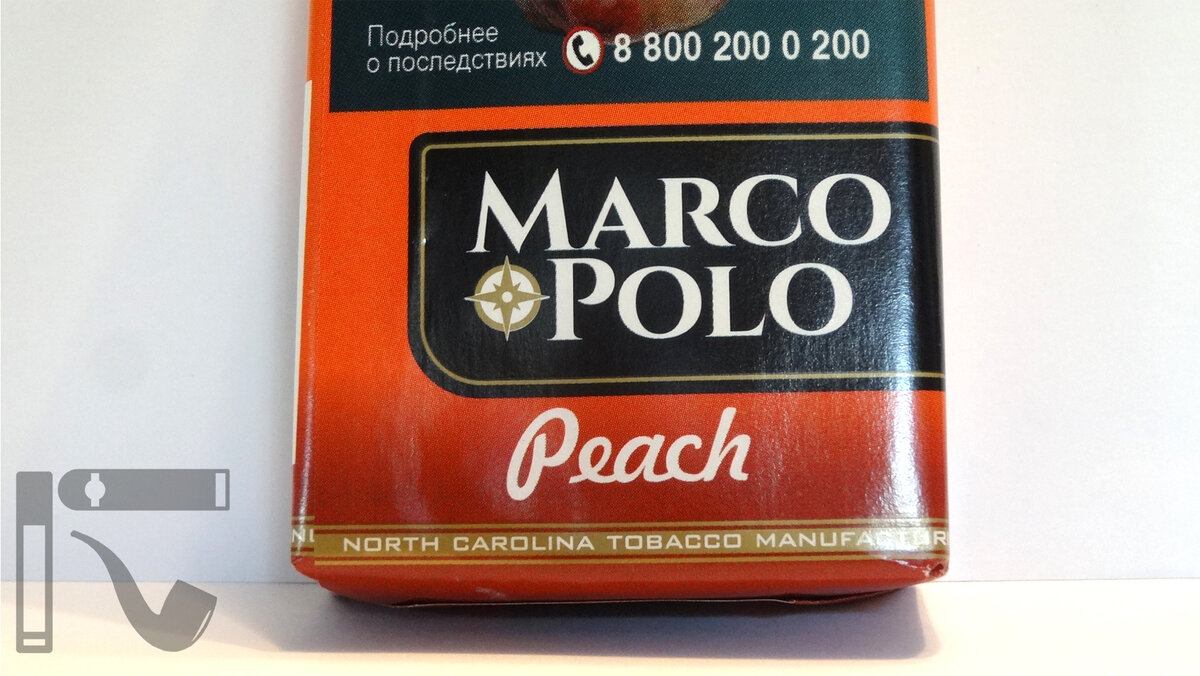 Подробнее
о последствиях
8 800 200 0 200
MARCO
POLO
Peach
NORTH CAROLINA TOBACCO